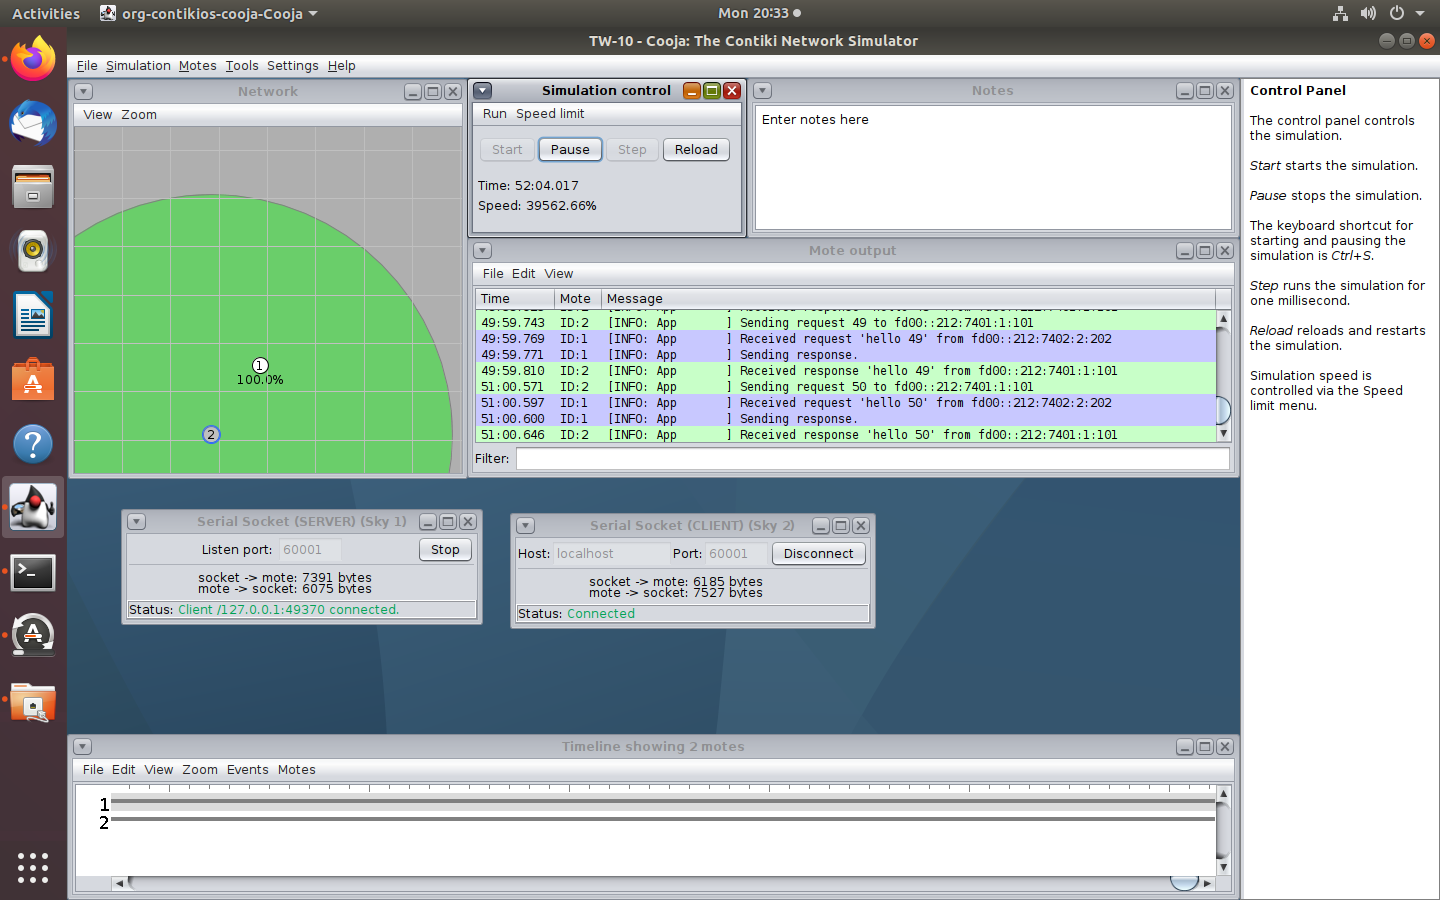 Activities org-contikios-cooja-Cooja Mon 20:33
TW-10 - Cooja: The Contiki Network Simulator
File Simulation Motes Tools Settings Help
Network
View Zoom
1
100.0%
2
Simulation control
Run Speed limit
Start Pause Step Reload
Time: 52:04.017
Speed: 39562.66%
Notes
Enter notes here
Mote output
File Edit View
Time Mote Message
49:59.743 ID:2 [INFO: App ] Sending request 49 to fd00::212:7401:1:101
49:59.769 ID:1 [INFO: App ] Received request 'hello 49' from fd00::212:7402:2:202
49:59.771 ID:1 [INFO: App ] Sending response.
49:59.810 ID:2 [INFO: App ] Received response 'hello 49' from fd00::212:7401:1:101
51:00.571 ID:2 [INFO: App ] Sending request 50 to fd00::212:7401:1:101
51:00.597 ID:1 [INFO: App ] Received request 'hello 50' from fd00::212:7402:2:202
51:00.600 ID:1 [INFO: App ] Sending response.
51:00.646 ID:2 [INFO: App ] Received response 'hello 50' from fd00::212:7401:1:101
Filter:
Control Panel
The control panel controls
the simulation.
Start starts the simulation.
Pause stops the simulation.
The keyboard shortcut for
starting and pausing the
simulation is Ctrl+S.
Step runs the simulation for
one millisecond.
Reload reloads and restarts
the simulation.
Simulation speed is
controlled via the Speed
limit menu.
Serial Socket (SERVER) (Sky 1)
Listen port: 60001 Stop
socket -> mote: 7391 bytes
mote -> socket: 6075 bytes
Status: Client /127.0.0.1:49370 connected.
Serial Socket (CLIENT) (Sky 2)
Host: localhost Port: 60001 Disconnect
socket -> mote: 6185 bytes
mote -> socket: 7527 bytes
Status: Connected
Timeline showing 2 motes
File Edit View Zoom Events Motes
1
2